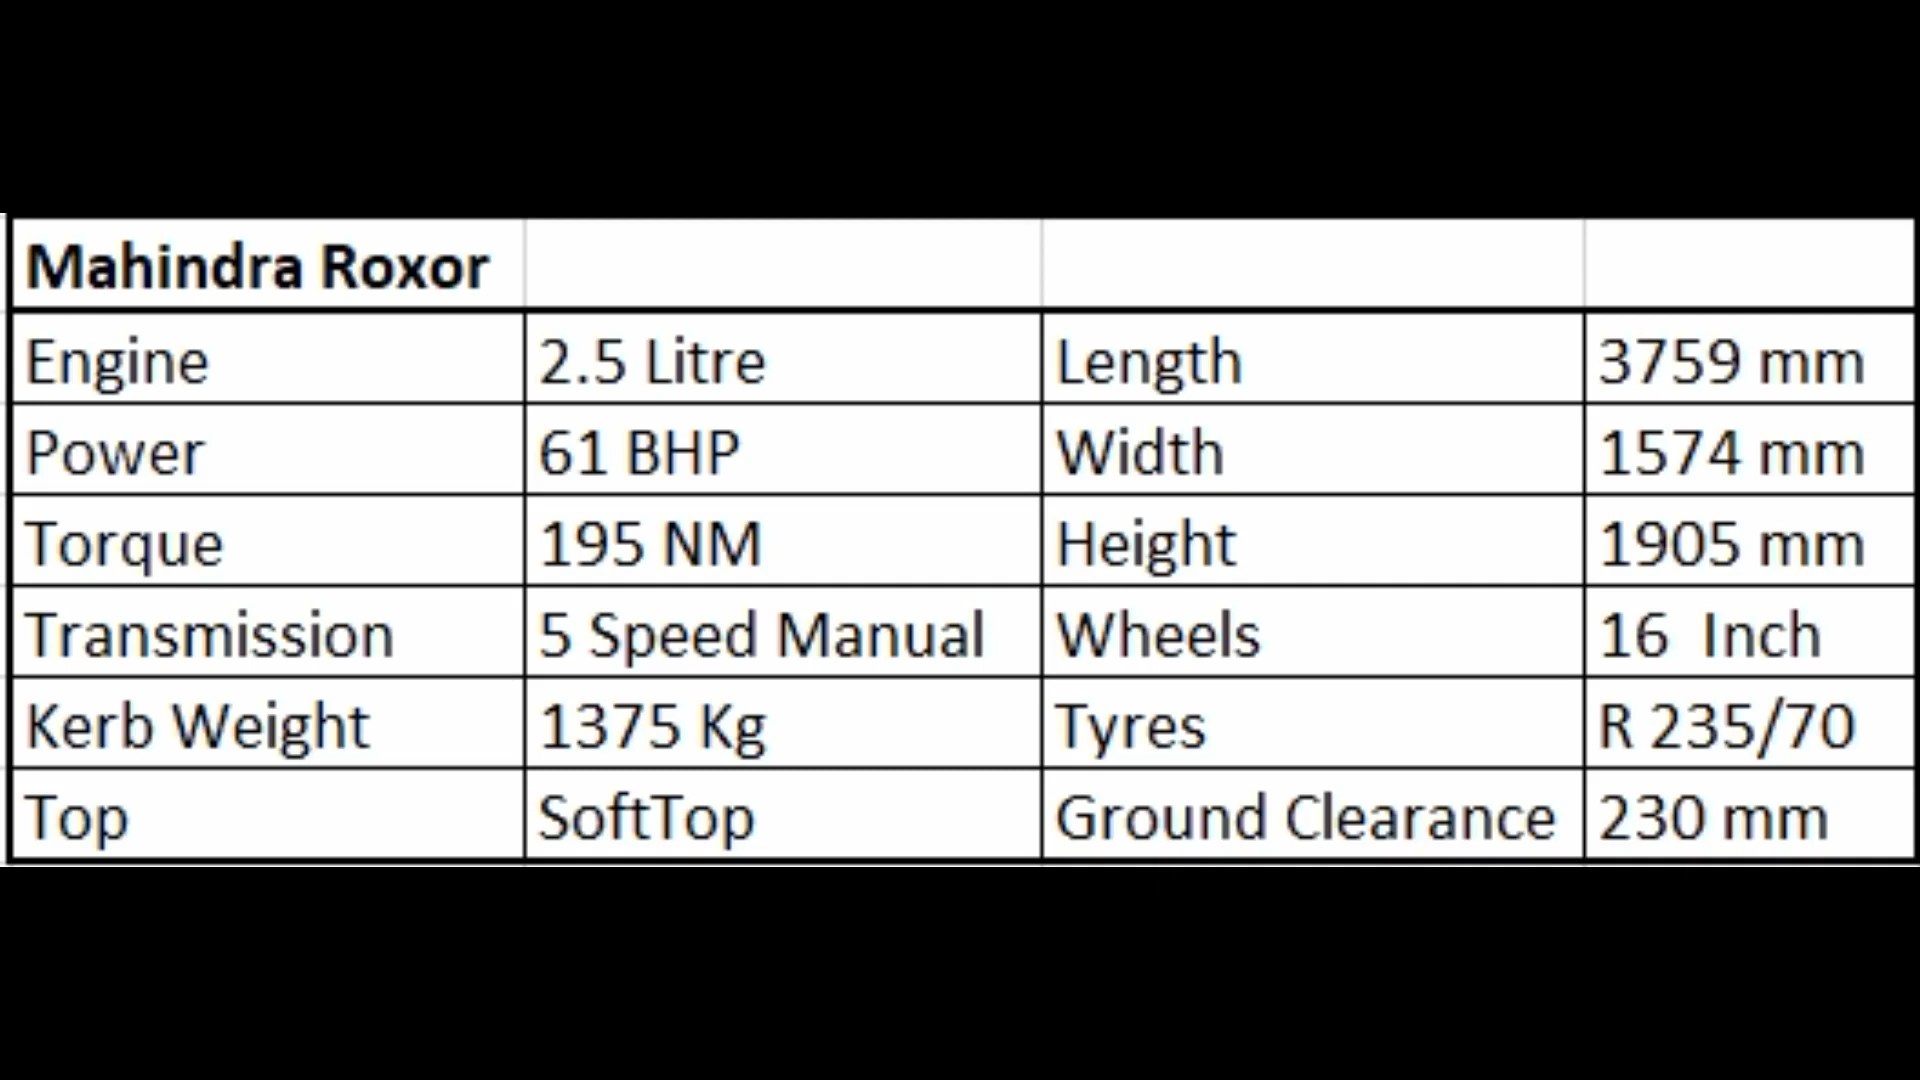 Mahindra Roxor
Engine 2.5 Litre Length 3759 mm
Power 61 BHP Width 1574 mm
Torque 195 NM Height 1905 mm
Transmission 5 Speed Manual Wheels 16 Inch
Kerb Weight 1375 Kg Tyres R 235/70
Top SoftTop Ground Clearance 230 mm